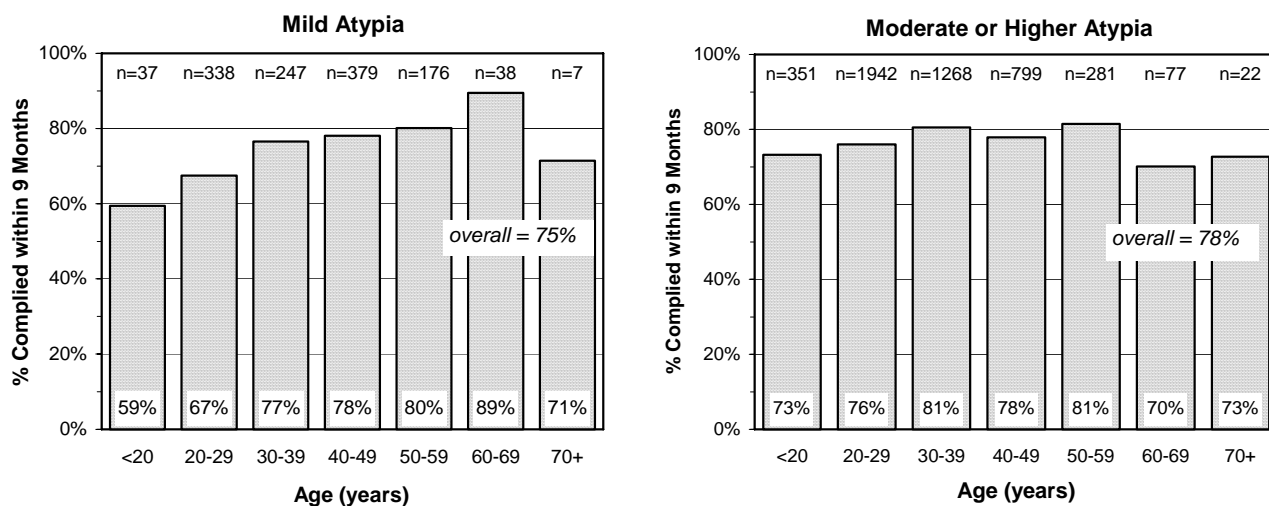 Mild Atypia
% Complied within 9 Months
100%
80%
60%
40%
20%
0%
n=37 n=338 n=247 n=379 n=176 n=38 n=7
overall = 75%
59% 67% 77% 78% 80% 89% 71%
<20 20-29 30-39 40-49 50-59 60-69 70+
Age (years)
Moderate or Higher Atypia
% Complied within 9 Months
100%
80%
60%
40%
20%
0%
n=351 n=1942 n=1268 n=799 n=281 n=77 n=22
overall = 78%
73% 76% 81% 78% 81% 70% 73%
<20 20-29 30-39 40-49 50-59 60-69 70+
Age (years)